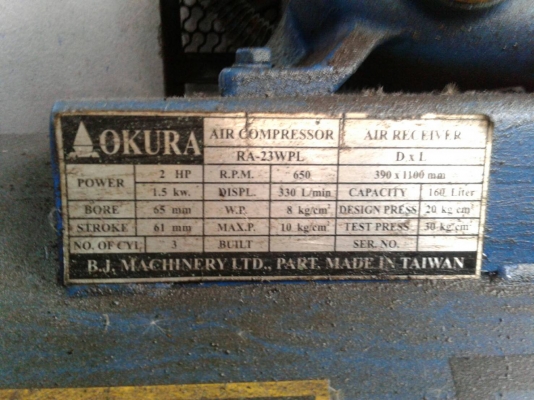 OKURA AIR COMPRESSOR AIR RECEIVER
RA-23WPL D x L
POWER 2 HP R.P.M. 650 390 x 1100 mm
1.5 kw. DISPL. 330 L/min CAPACITY 160 Liter
BORE 65 mm W.P. 8 kg/cm² DESIGN PRESS 20 kg/cm²
STROKE 61 mm MAX.P. 10 kg/cm² TEST PRESS 30 kg/cm²
NO. OF CYL 3 BUILT SER. NO.
B.J. MACHINERY LTD., PART. MADE IN TAIWAN